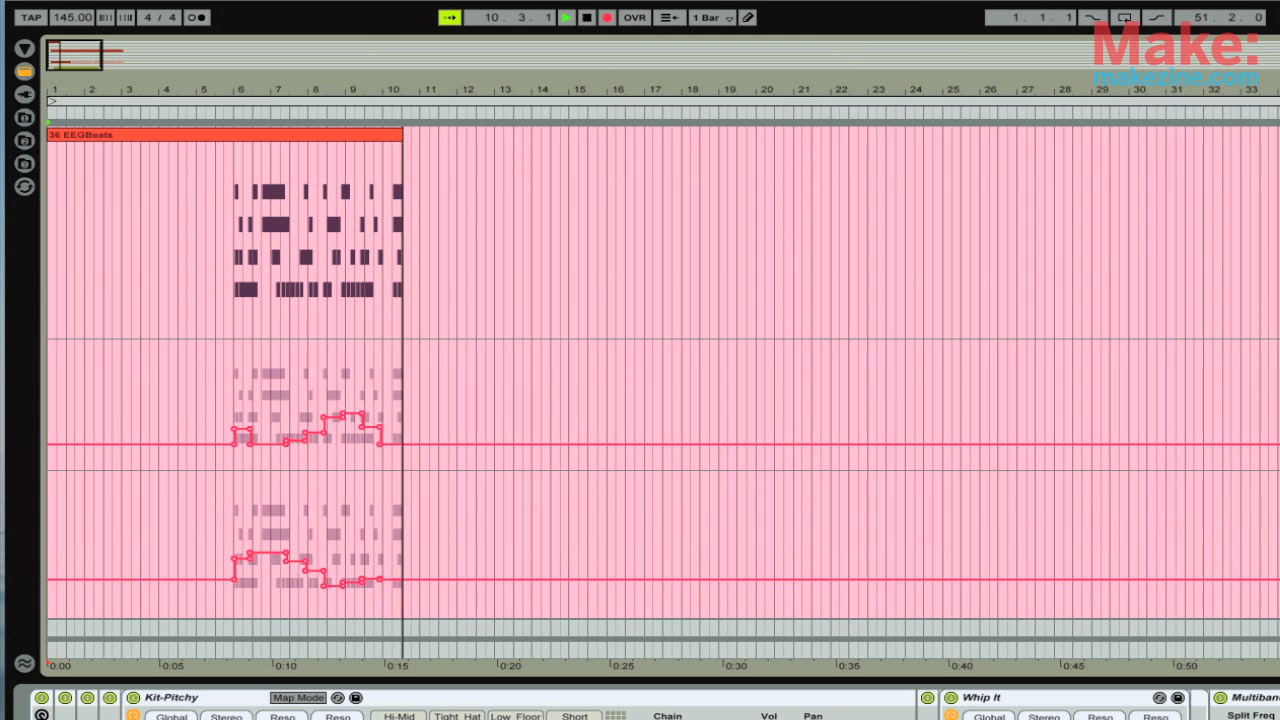 TAP 145.00 4 / 4 10. 3. 1 OVR 1 Bar 1. 1. 1 51. 2. 0
Make:
makezine.com
1 2 3 4 5 6 7 8 9 10 11 12 13 14 15 16 17 18 19 20 21 22 23 24 25 26 27 28 29 30 31 32 33
36 EEGBeats
0:00 0:05 0:10 0:15 0:20 0:25 0:30 0:35 0:40 0:45 0:50
Kit-Pitchy Map Mode Whip It Multiband
Global Stereo Reso Reso Hi-Mid Tight_Hat Low_Floor Short Chain Vol Pan Global Stereo Reso Reso Split Freq